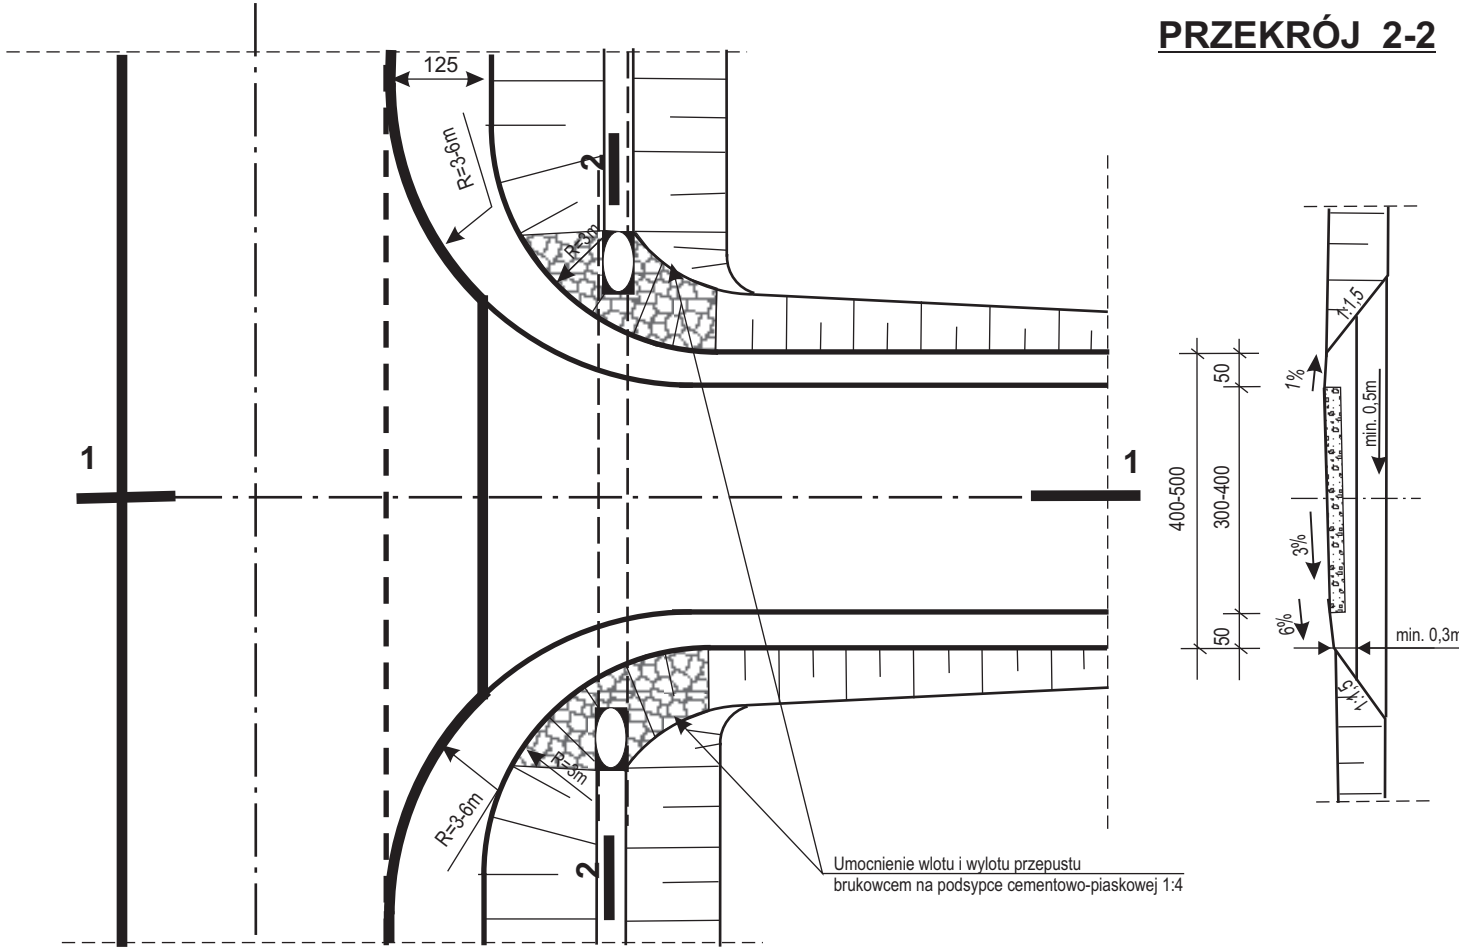 PRZEKRÓJ 2-2
125
R=3-6m
2
R=3m
1:1,5
50
1%
min. 0,5m
1
1
400-500
300-400
3%
6%
50
min. 0,3m
1:1,5
R=3m
R=3-6m
2
Umocnienie wlotu i wylotu przepustu
brukowcem na podsypce cementowo-piaskowej 1:4